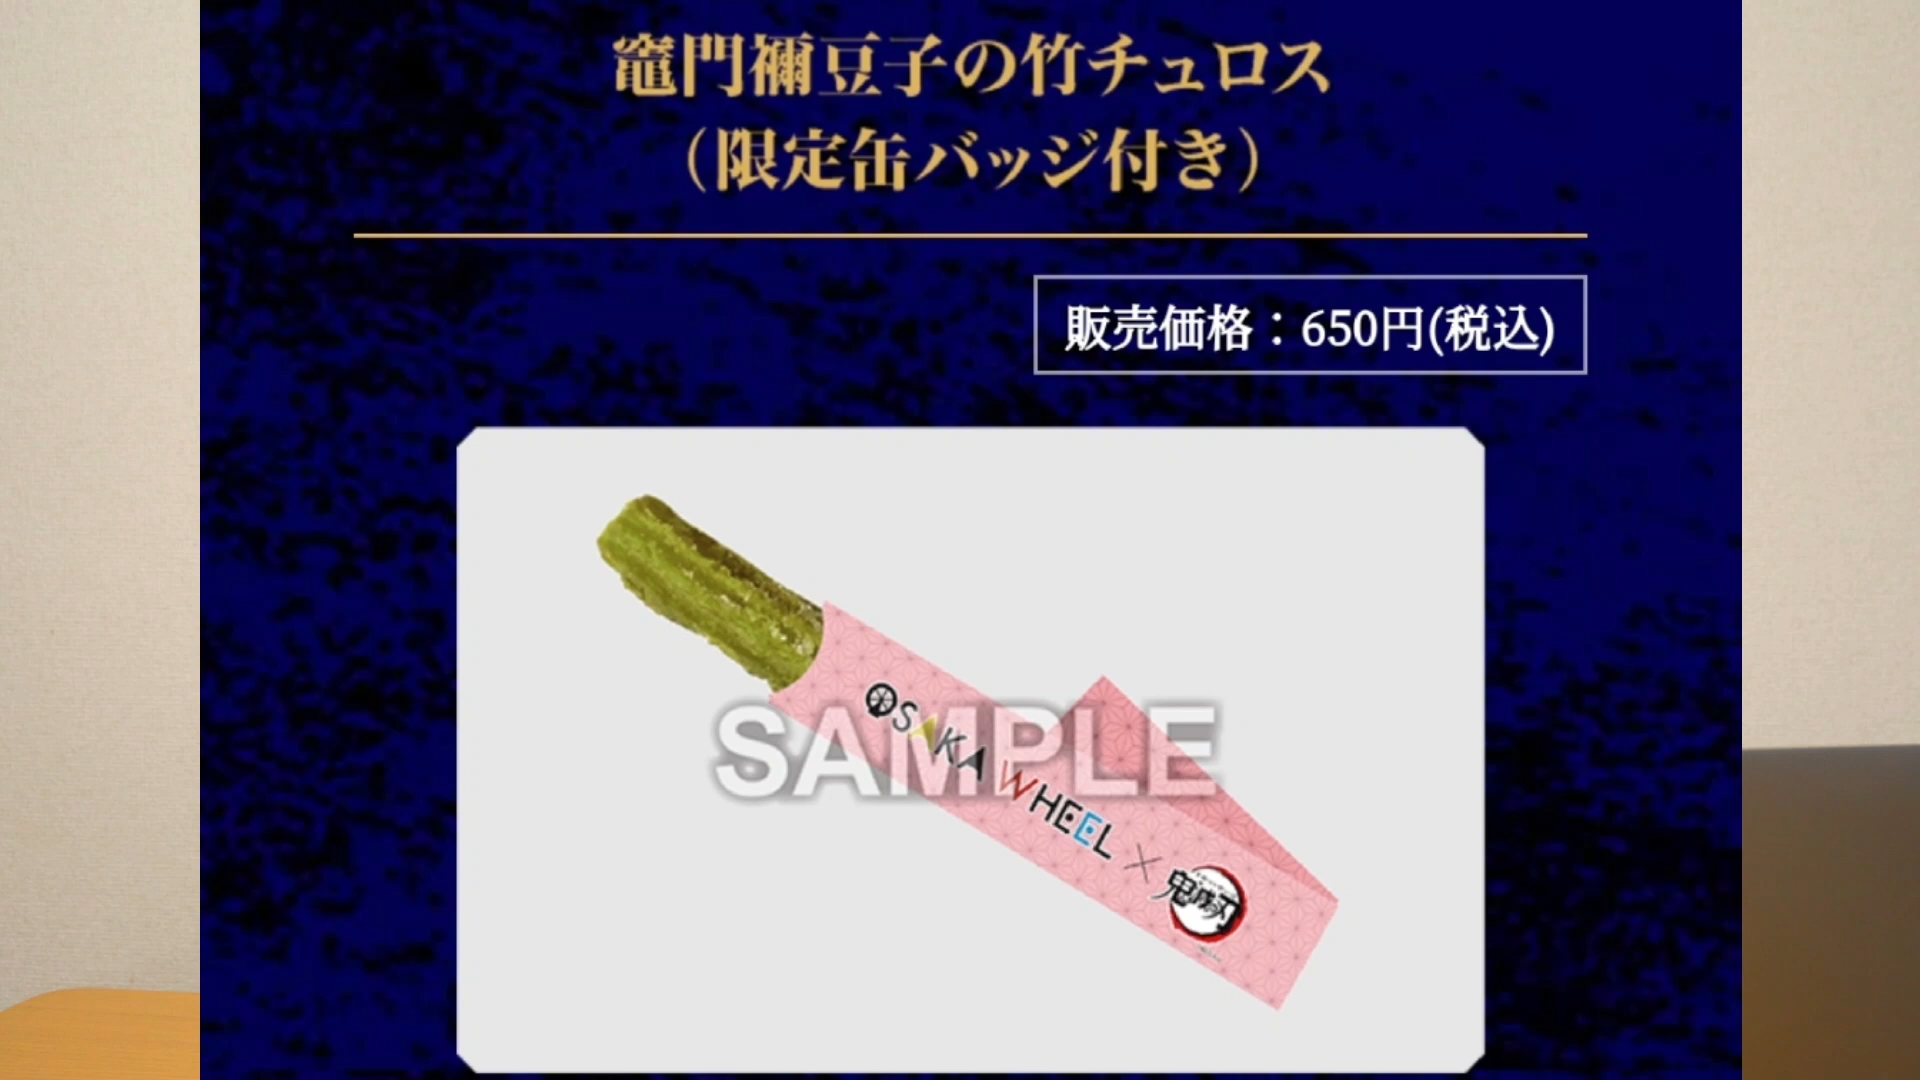 竈門禰豆子の竹チュロス
（限定缶バッジ付き）
販売価格：650円(税込)
OSAKA WHEEL × 鬼滅刃
SAMPLE